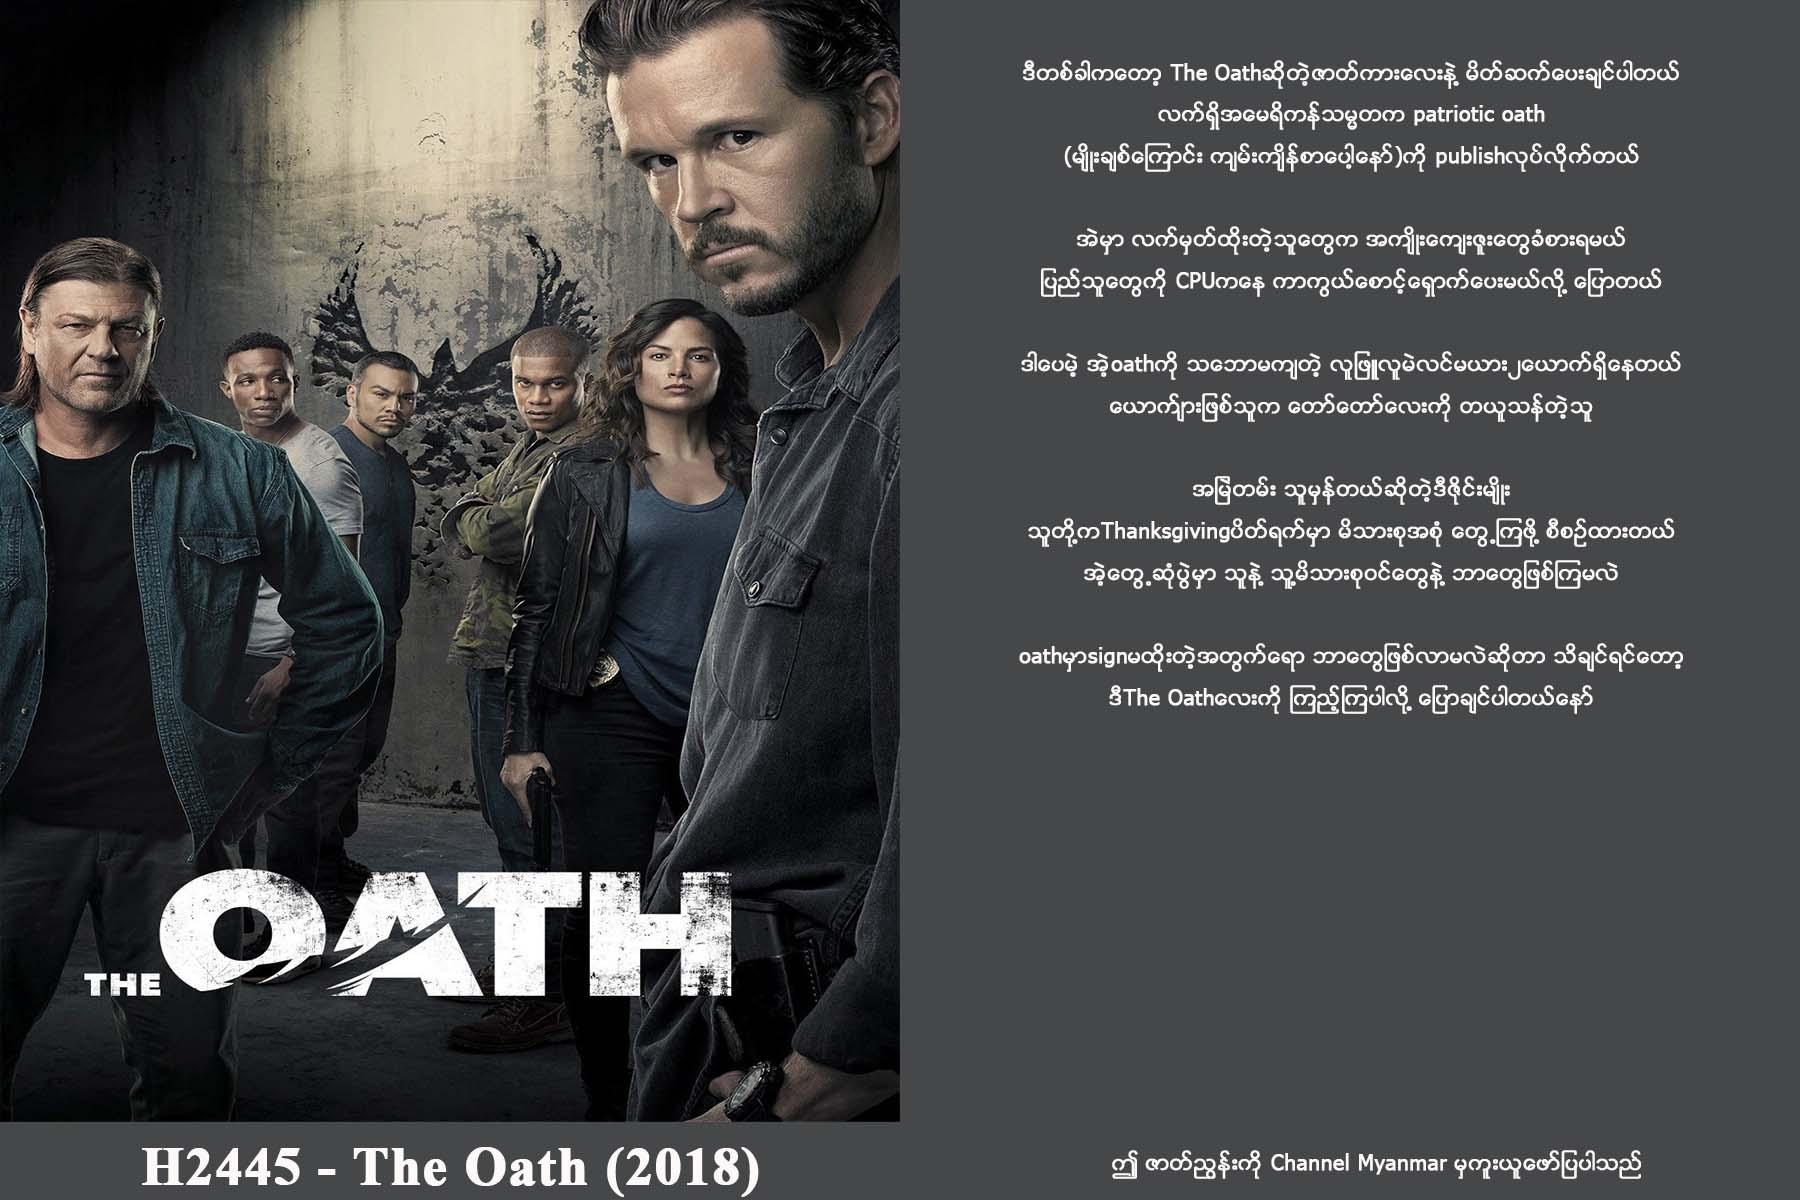 THE OATH
H2445 - The Oath (2018)
ဒီတစ်ခါကတော့ The Oathဆိုတဲ့ဇာတ်ကားလေးနဲ့ မိတ်ဆက်ပေးချင်ပါတယ်
လက်ရှိအမေရိကန်သမ္မတက patriotic oath
(မျိုးချစ်ကြောင်း ကျမ်းကျိန်စာပေါ့နော်)ကို publishလုပ်လိုက်တယ်
အဲမှာ လက်မှတ်ထိုးတဲ့သူတွေက အကျိုးကျေးဇူးတွေခံစားရမယ်
ပြည်သူတွေကို CPUကနေ ကာကွယ်စောင့်ရှောက်ပေးမယ်လို့ ပြောတယ်
ဒါပေမဲ့ အဲ့oathကို သဘောမကျတဲ့ လူဖြူလူမဲလင်မယား၂ယောက်ရှိနေတယ်
ယောက်ျားဖြစ်သူက တော်တော်လေးကို တယူသန်တဲ့သူ
အမြဲတမ်း သူမှန်တယ်ဆိုတဲ့ဒီဇိုင်းမျိုး
သူတို့ကThanksgivingပိတ်ရက်မှာ မိသားစုအစုံ တွေ့ကြဖို့ စီစဉ်ထားတယ်
အဲ့တွေ့ဆုံပွဲမှာ သူနဲ့ သူ့မိသားစုဝင်တွေနဲ့ ဘာတွေဖြစ်ကြမလဲ
oathမှာsignမထိုးတဲ့အတွက်ရော ဘာတွေဖြစ်လာမလဲဆိုတာ သိချင်ရင်တော့
ဒီThe Oathလေးကို ကြည့်ကြပါလို့ ပြောချင်ပါတယ်နော်
ဤ ဇာတ်ညွှန်းကို Channel Myanmar မှကူးယူဖော်ပြပါသည်